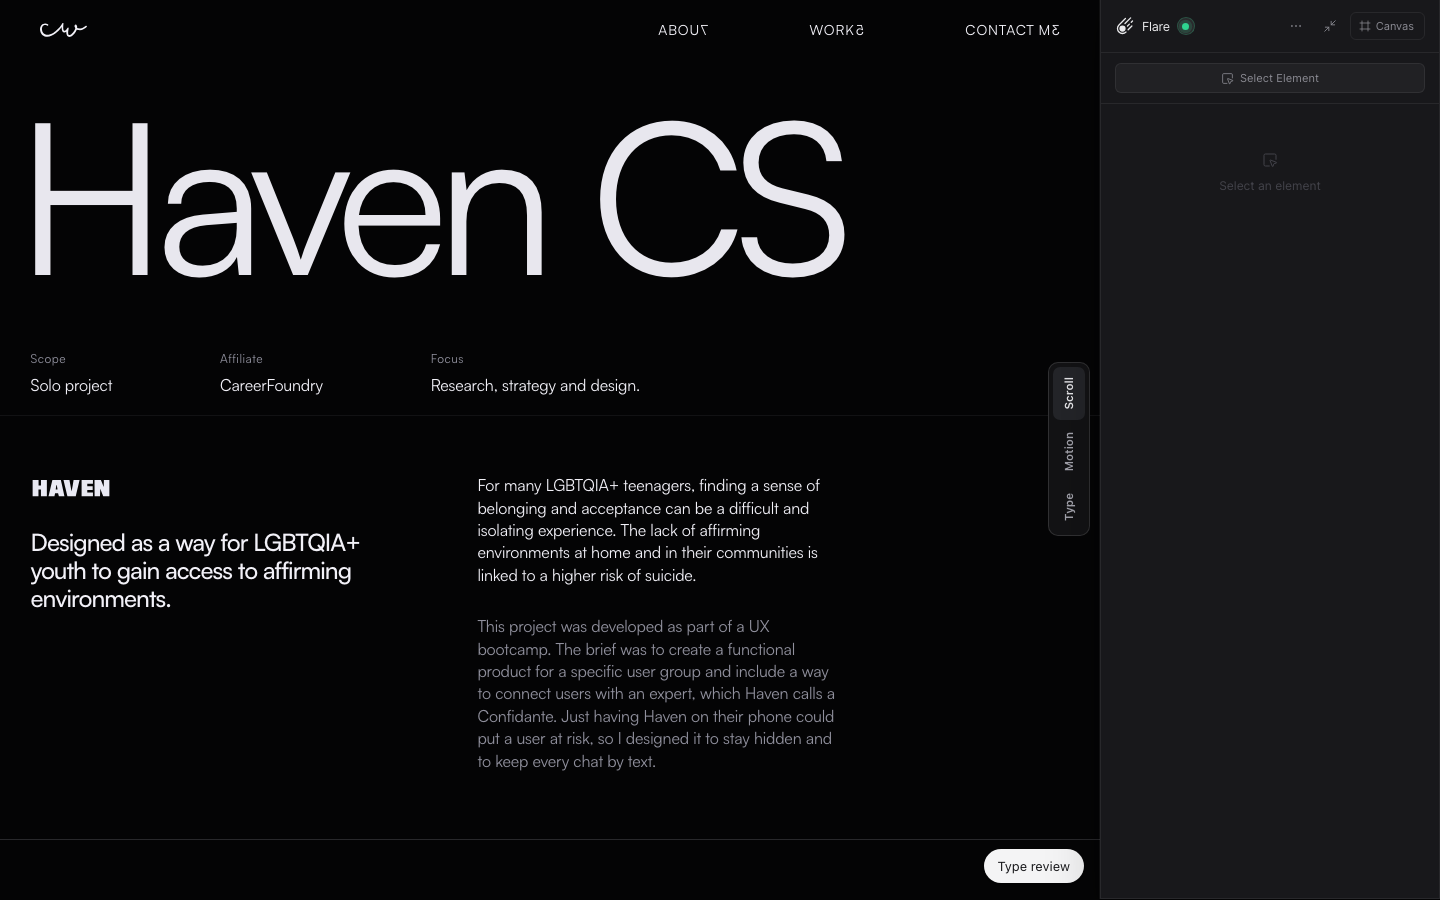 cw
ABOUT
WORKS
CONTACT ME
Flare
Canvas
Select Element
Select an element
Haven CS
Scope
Affiliate
Focus
Solo project
CareerFoundry
Research, strategy and design.
Scroll
Motion
Type
HAVEN
Designed as a way for LGBTQIA+
youth to gain access to affirming
environments.
For many LGBTQIA+ teenagers, finding a sense of
belonging and acceptance can be a difficult and
isolating experience. The lack of affirming
environments at home and in their communities is
linked to a higher risk of suicide.
This project was developed as part of a UX
bootcamp. The brief was to create a functional
product for a specific user group and include a way
to connect users with an expert, which Haven calls a
Confidante. Just having Haven on their phone could
put a user at risk, so I designed it to stay hidden and
to keep every chat by text.
Type review